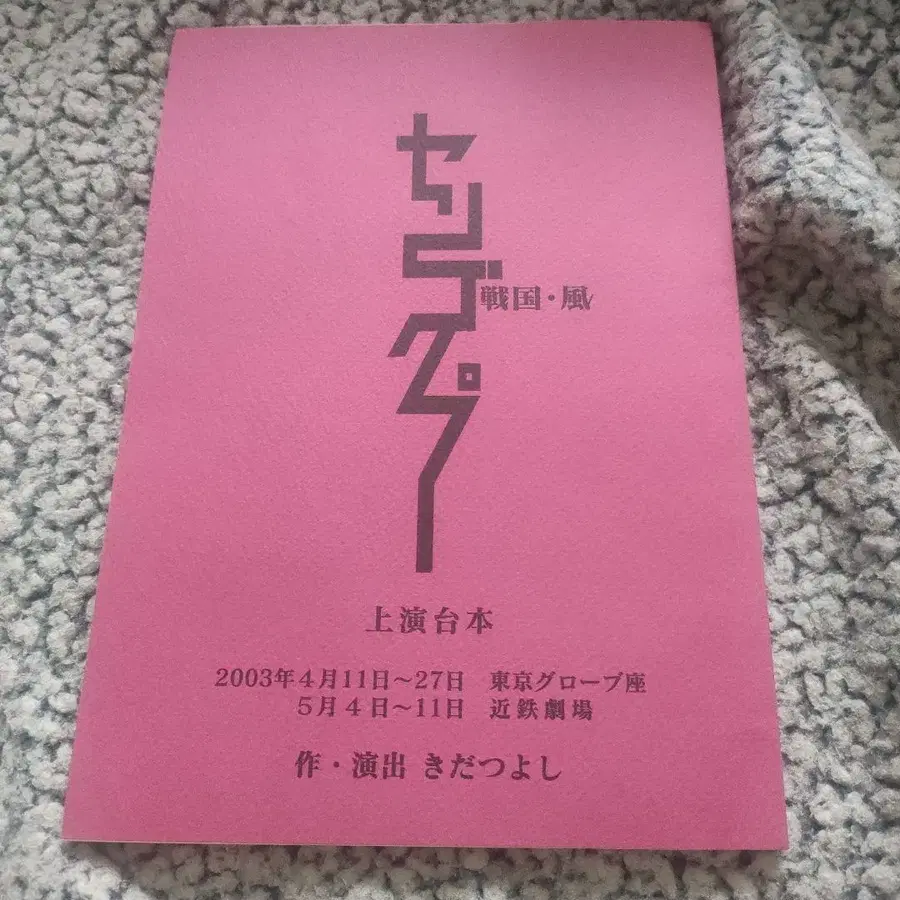 センゴクプー
戦国・風
上演台本
2003年4月11日〜27日 東京グローブ座
5月4日〜11日 近鉄劇場
作・演出 きだつよし